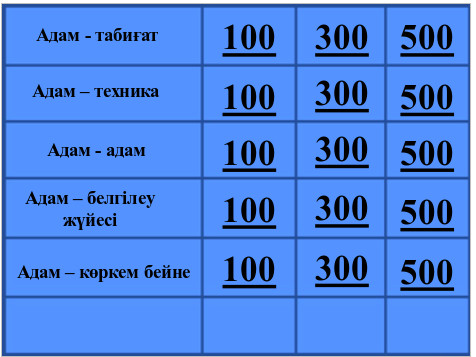 Адам - табиғат 100 300 500
Адам – техника 100 300 500
Адам - адам 100 300 500
Адам – белгілеу
жүйесі 100 300 500
Адам – көркем бейне 100 300 500